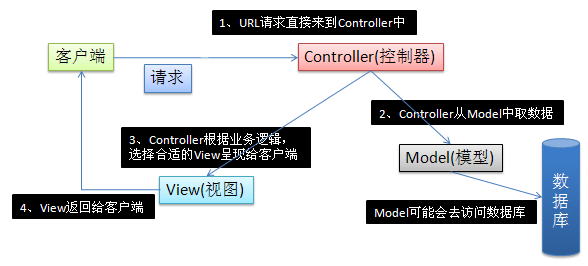 1、URL请求直接来到Controller中
客户端
Controller(控制器)
请求
2、Controller从Model中取数据
3、Controller根据业务逻辑，
选择合适的View呈现给客户端
Model(模型)
View(视图)
4、View返回给客户端
Model可能会去访问数据库
数
据
库